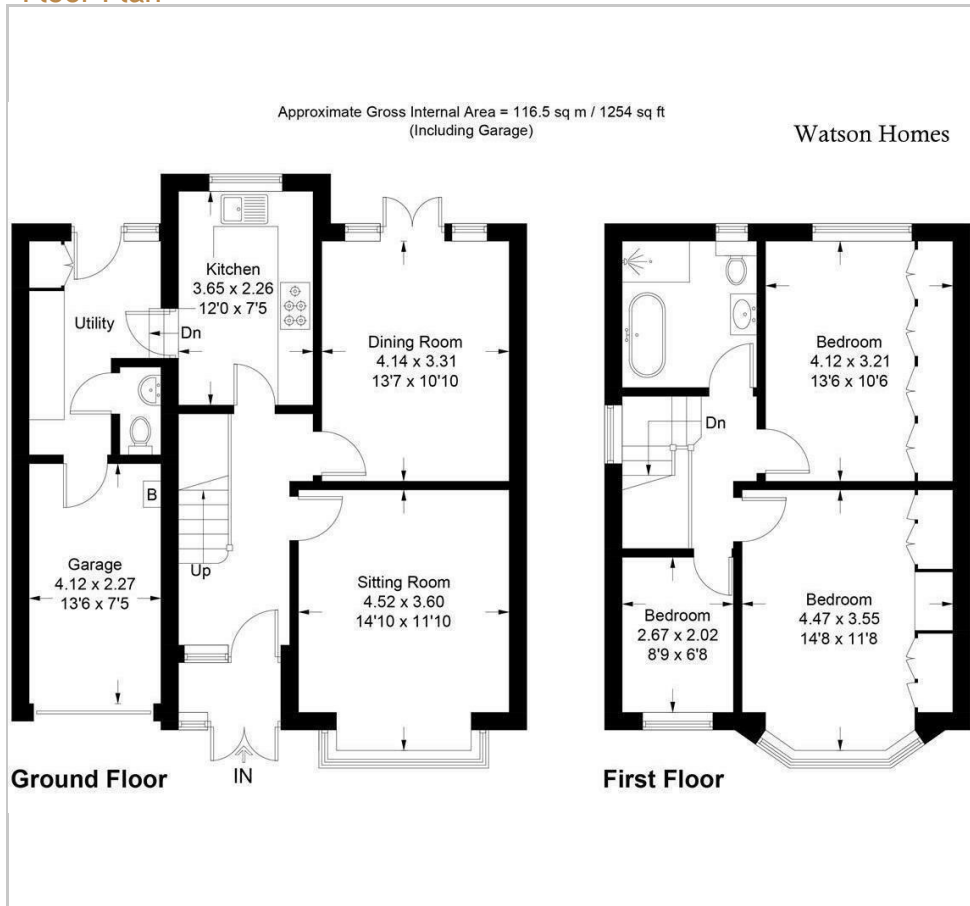 Floor Plan
Approximate Gross Internal Area = 116.5 sq m / 1254 sq ft
(Including Garage)
Watson Homes
Kitchen
3.65 x 2.26
12'0 x 7'5
Utility
Dn
Dining Room
4.14 x 3.31
13'7 x 10'10
B
Garage
4.12 x 2.27
13'6 x 7'5
Up
Sitting Room
4.52 x 3.60
14'10 x 11'10
IN
Ground Floor
Bedroom
4.12 x 3.21
13'6 x 10'6
Dn
Bedroom
2.67 x 2.02
8'9 x 6'8
Bedroom
4.47 x 3.55
14'8 x 11'8
First Floor